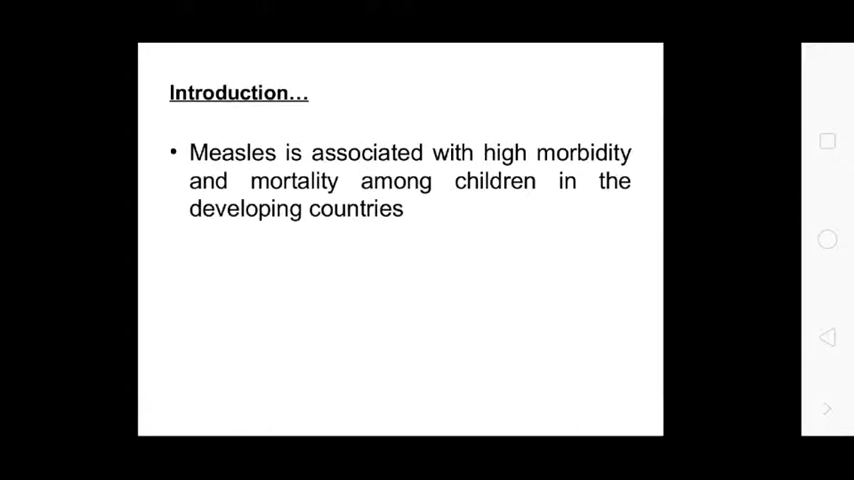 Introduction…
• Measles is associated with high morbidity
and mortality among children in the
developing countries